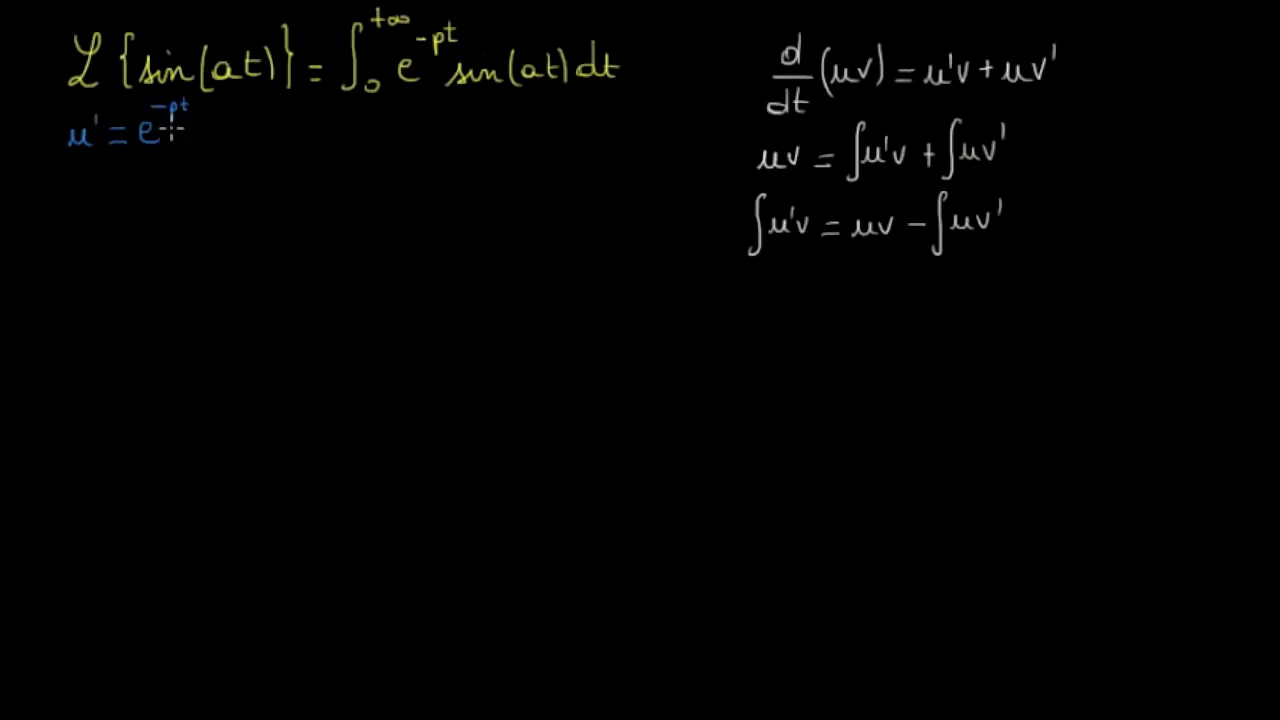 ℒ{sin(at)} = ∫₀^{+∞} e^{-pt} sin(at) dt
u' = e^{-pt}
d/dt (uv) = u'v + uv'
uv = ∫u'v + ∫uv'
∫u'v = uv - ∫uv'